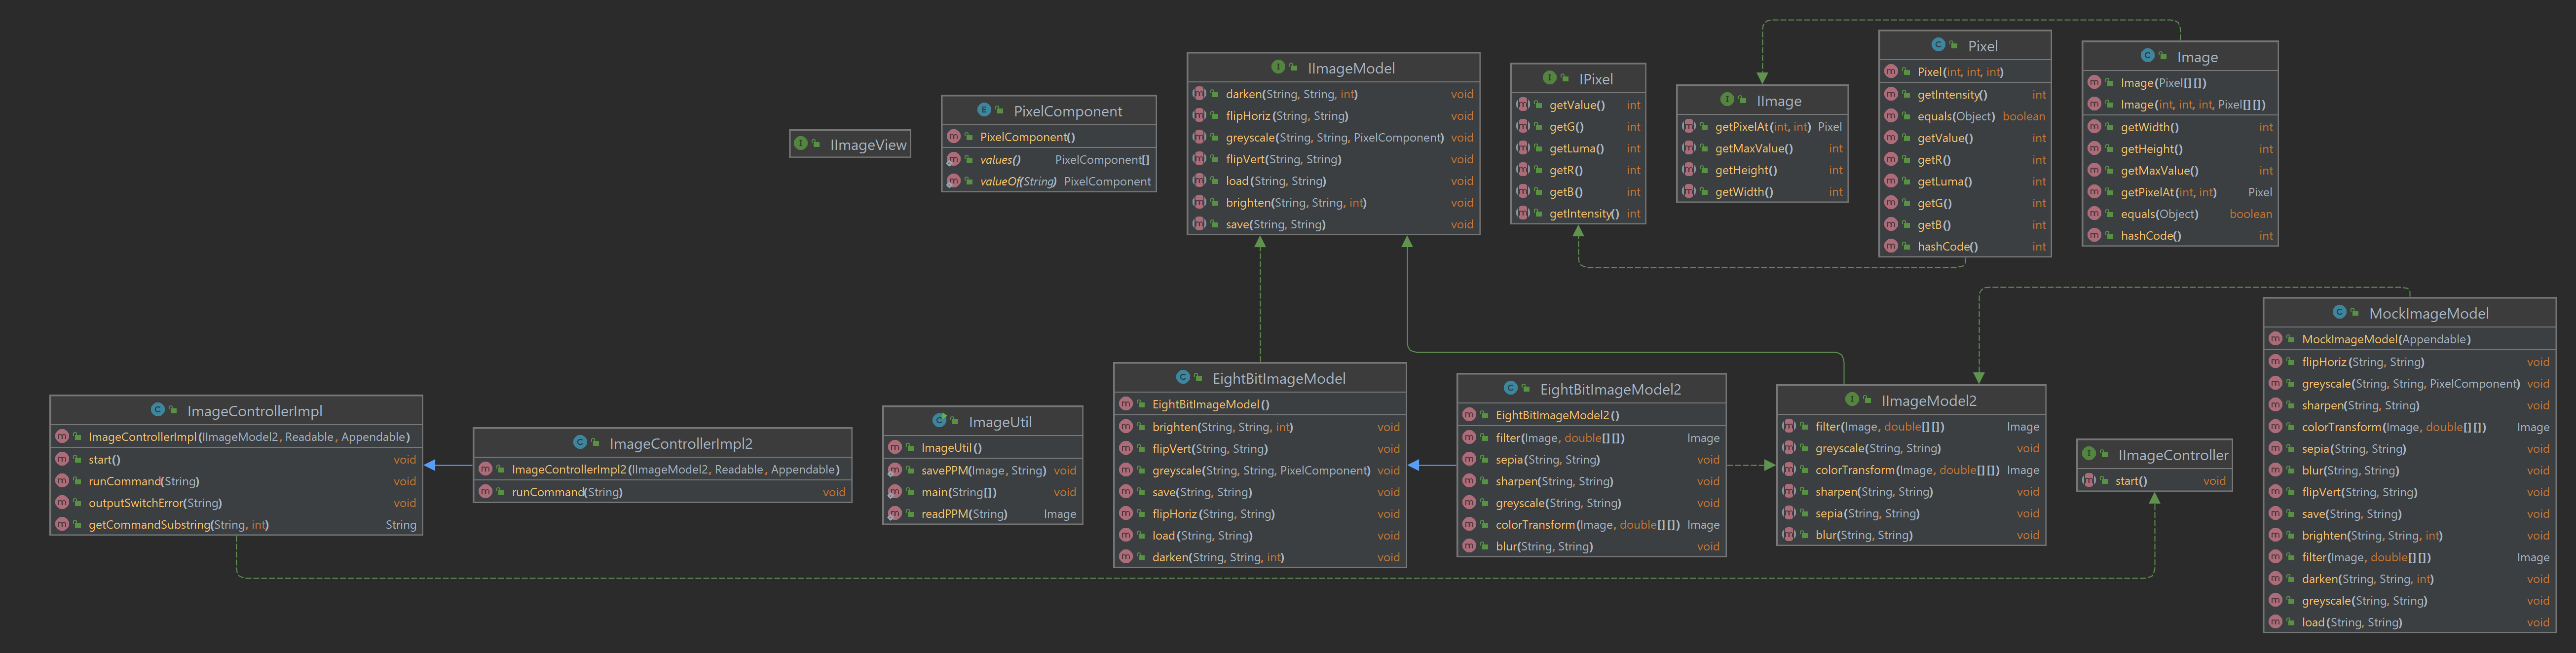 IImageView
PixelComponent
PixelComponent()
values() PixelComponent[]
valueOf(String) PixelComponent
IImageModel
darken(String, String, int) void
flipHoriz(String, String) void
greyscale(String, String, PixelComponent) void
flipVert(String, String) void
load(String, String) void
brighten(String, String, int) void
save(String, String) void
IPixel
getValue() int
getG() int
getLuma() int
getR() int
getB() int
getIntensity() int
IImage
getPixelAt(int, int) Pixel
getMaxValue() int
getHeight() int
getWidth() int
Pixel
Pixel(int, int, int)
getIntensity() int
equals(Object) boolean
getValue() int
getR() int
getLuma() int
getG() int
getB() int
hashCode() int
Image
Image(Pixel[][])
Image(int, int, int, Pixel[][])
getWidth() int
getHeight() int
getMaxValue() int
getPixelAt(int, int) Pixel
equals(Object) boolean
hashCode() int
ImageControllerImpl
ImageControllerImpl(IImageModel2, Readable, Appendable)
start() void
runCommand(String) void
outputSwitchError(String) void
getCommandSubstring(String, int) String
ImageControllerImpl2
ImageControllerImpl2(IImageModel2, Readable, Appendable)
runCommand(String) void
ImageUtil
ImageUtil()
savePPM(Image, String) void
main(String[]) void
readPPM(String) Image
EightBitImageModel
EightBitImageModel()
brighten(String, String, int) void
flipVert(String, String) void
greyscale(String, String, PixelComponent) void
save(String, String) void
flipHoriz(String, String) void
load(String, String) void
darken(String, String, int) void
EightBitImageModel2
EightBitImageModel2()
filter(Image, double[][]) Image
sepia(String, String) void
sharpen(String, String) void
greyscale(String, String) void
colorTransform(Image, double[][]) Image
blur(String, String) void
IImageModel2
filter(Image, double[][]) Image
greyscale(String, String) void
colorTransform(Image, double[][]) Image
sharpen(String, String) void
sepia(String, String) void
blur(String, String) void
IImageController
start() void
MockImageModel
MockImageModel(Appendable)
flipHoriz(String, String) void
greyscale(String, String, PixelComponent) void
sharpen(String, String) void
colorTransform(Image, double[][]) Image
sepia(String, String) void
blur(String, String) void
flipVert(String, String) void
save(String, String) void
brighten(String, String, int) void
filter(Image, double[][]) Image
darken(String, String, int) void
greyscale(String, String) void
load(String, String) void